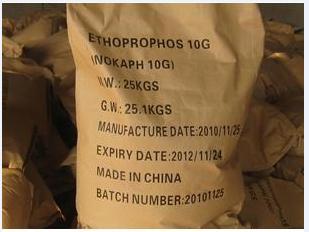 ETHOPROPHOS 10G
(NOKAPH 10G)
N.W.: 25KGS
G.W.: 25.1KGS
MANUFACTURE DATE:2010/11/25
EXPIRY DATE:2012/11/24
MADE IN CHINA
BATCH NUMBER:20101125